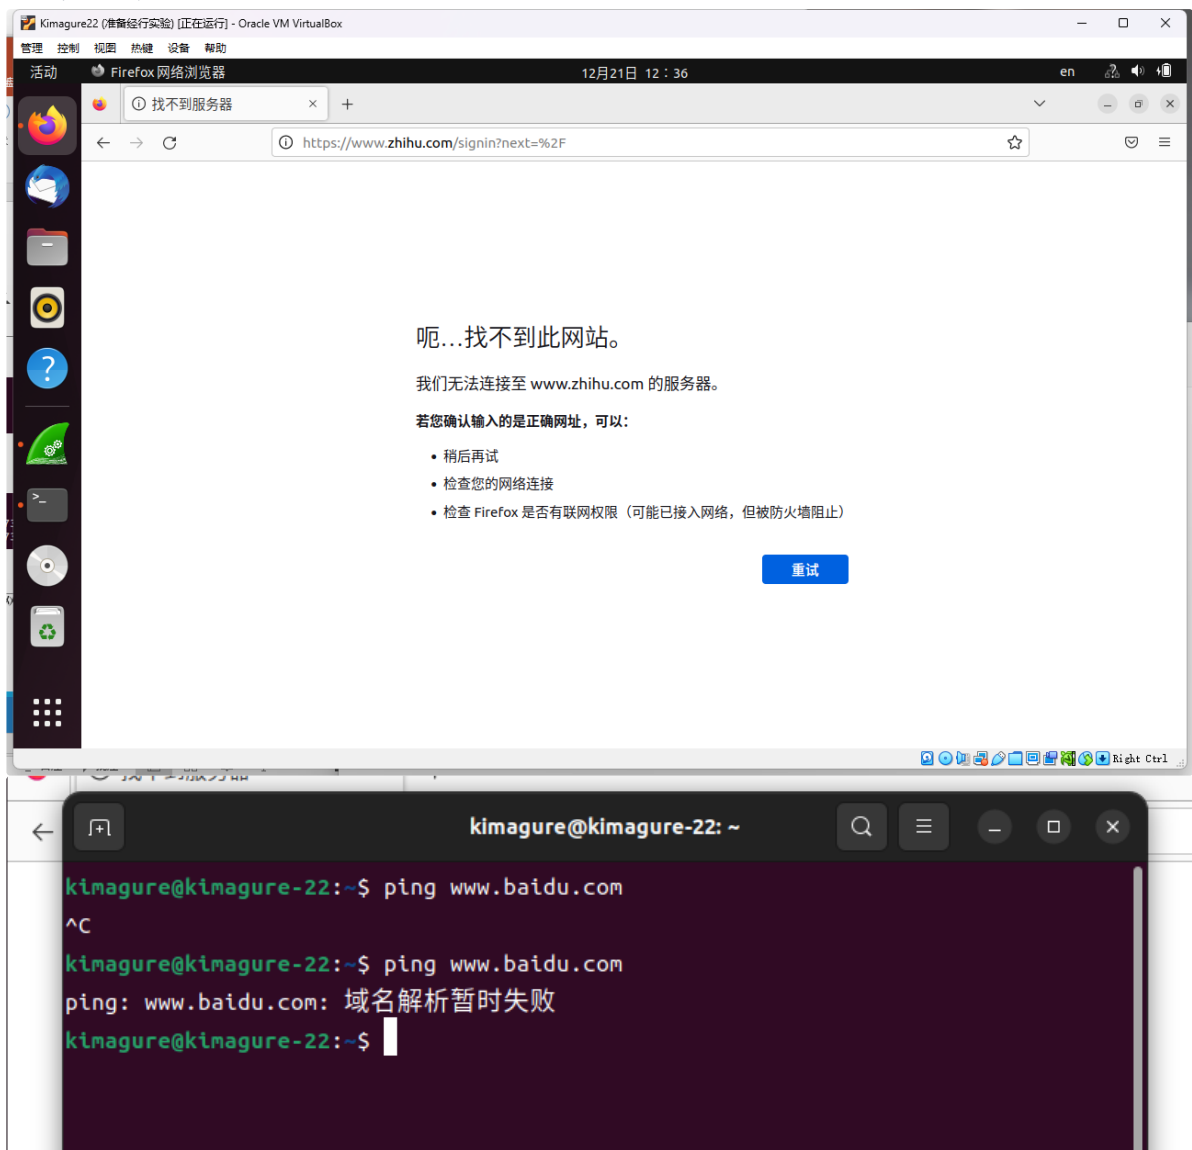 Kimagure22 (准备经行实验) [正在运行] - Oracle VM VirtualBox
管理 控制 视图 热键 设备 帮助
活动 Firefox 网络浏览器 12月21日 12：36 en
找不到服务器
https://www.zhihu.com/signin?next=%2F
呃…找不到此网站。
我们无法连接至 www.zhihu.com 的服务器。
若您确认输入的是正确网址，可以：
稍后再试
检查您的网络连接
检查 Firefox 是否有联网权限（可能已接入网络，但被防火墙阻止）
重试
Right Ctrl
kimagure@kimagure-22: ~
kimagure@kimagure-22:~$ ping www.baidu.com
^C
kimagure@kimagure-22:~$ ping www.baidu.com
ping: www.baidu.com: 域名解析暂时失败
kimagure@kimagure-22:~$